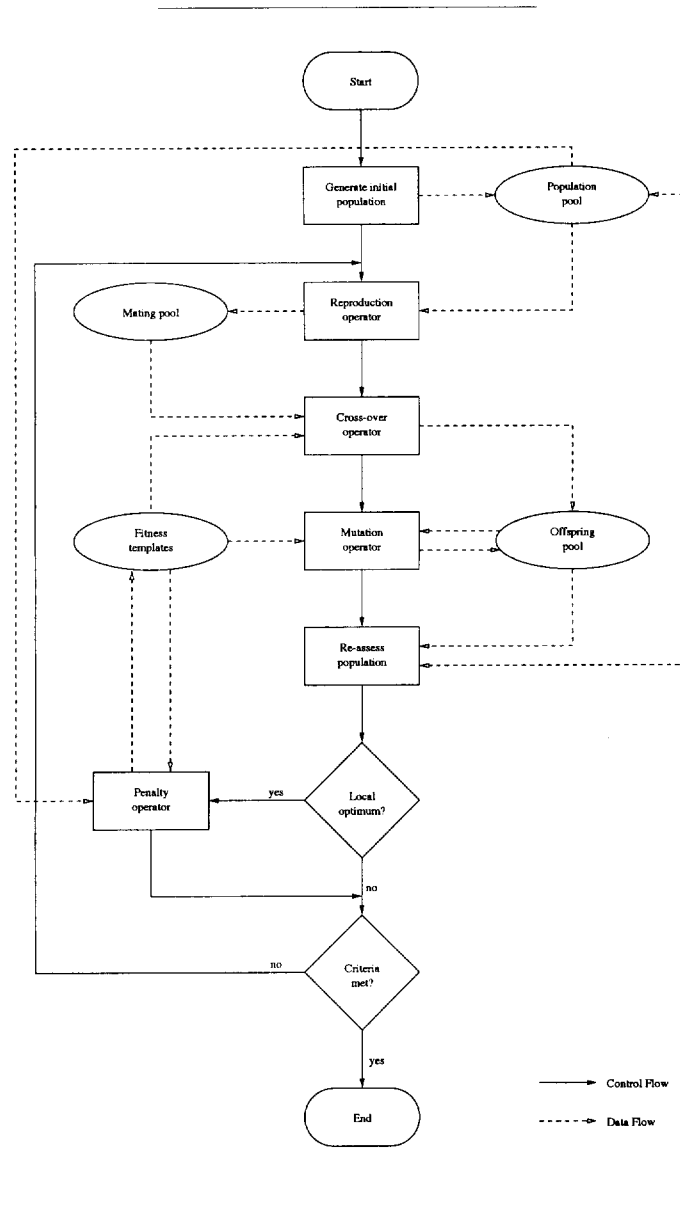 Start
Generate initial
population
Population
pool
Mating pool
Reproduction
operator
Cross-over
operator
Fitness
templates
Mutation
operator
Offspring
pool
Re-assess
population
Penalty
operator
yes
Local
optimum?
no
no
Criteria
met?
yes
End
Control Flow
Data Flow